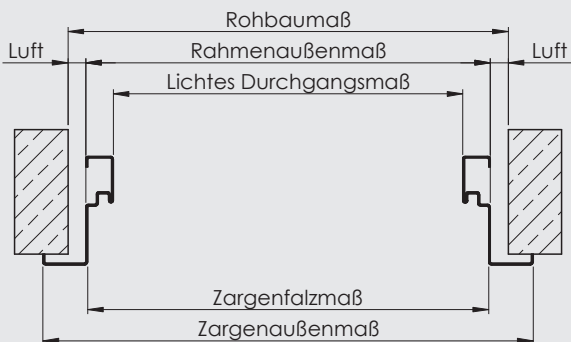 Rohbaumaß
Luft Rahmenaußenmaß Luft
Lichtes Durchgangsmaß
Zargenfalzmaß
Zargenaußenmaß